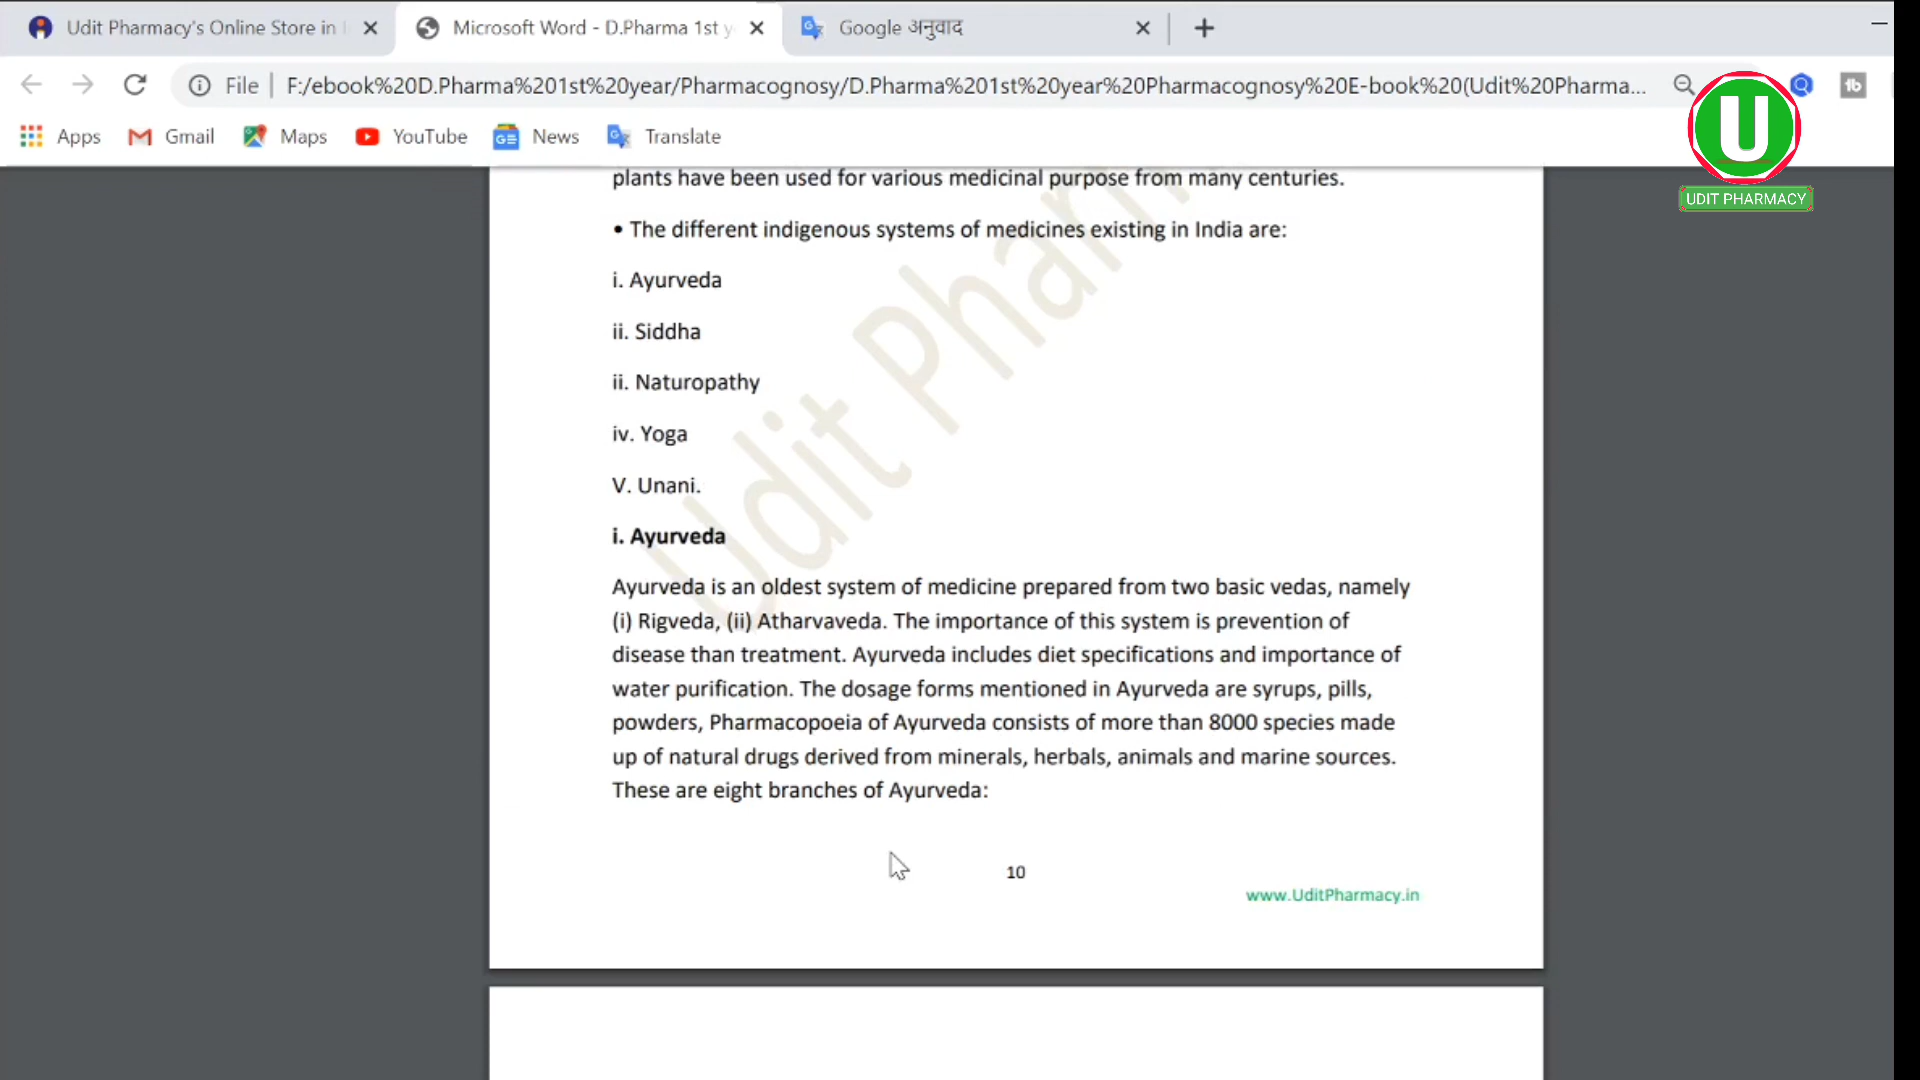 Udit Pharmacy's Online Store in
Microsoft Word - D.Pharma 1st y
Google अनुवाद
File
F:/ebook%20D.Pharma%201st%20year/Pharmacognosy/D.Pharma%201st%20year%20Pharmacognosy%20E-book%20(Udit%20Pharma...
Apps
Gmail
Maps
YouTube
News
Translate
U
UDIT PHARMACY
plants have been used for various medicinal purpose from many centuries.
• The different indigenous systems of medicines existing in India are:
i. Ayurveda
ii. Siddha
ii. Naturopathy
iv. Yoga
V. Unani.
i. Ayurveda
Ayurveda is an oldest system of medicine prepared from two basic vedas, namely
(i) Rigveda, (ii) Atharvaveda. The importance of this system is prevention of
disease than treatment. Ayurveda includes diet specifications and importance of
water purification. The dosage forms mentioned in Ayurveda are syrups, pills,
powders, Pharmacopoeia of Ayurveda consists of more than 8000 species made
up of natural drugs derived from minerals, herbals, animals and marine sources.
These are eight branches of Ayurveda:
10
www.UditPharmacy.in
Udit Pharm